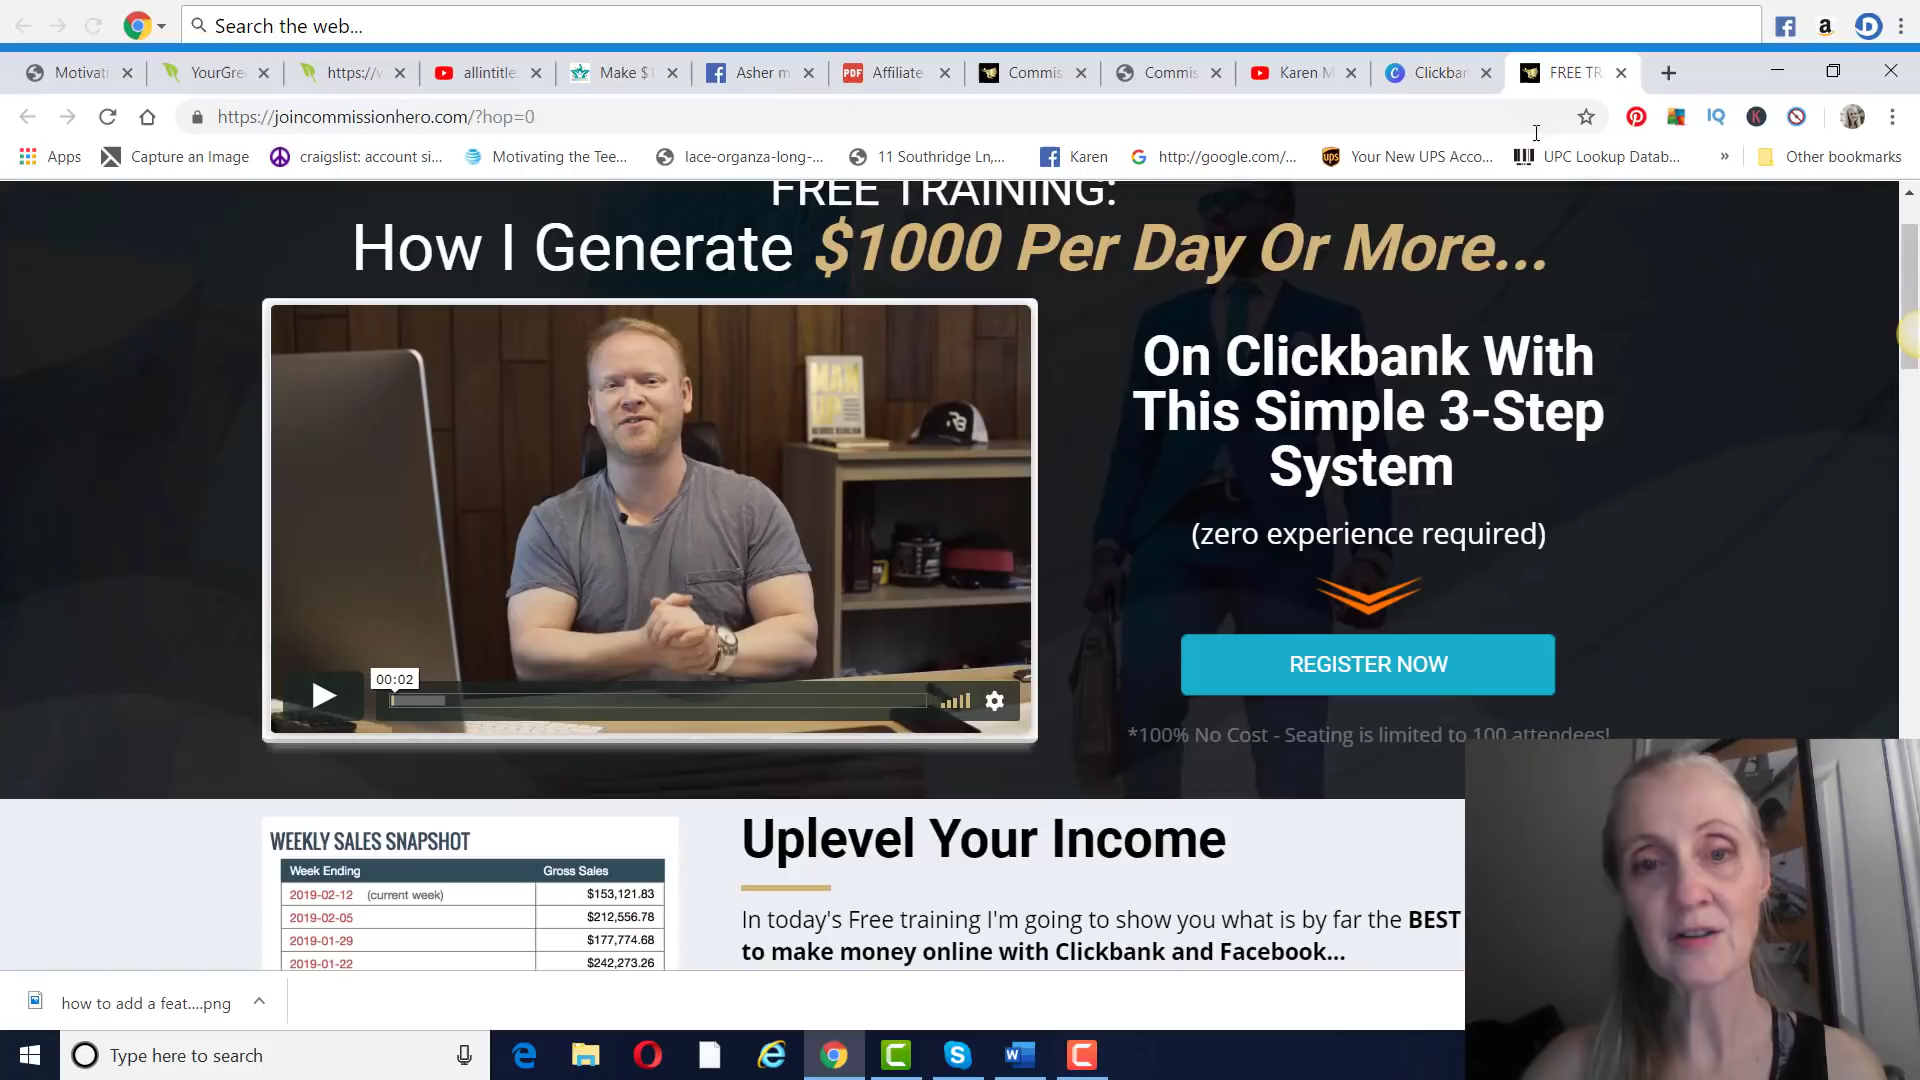 Search the web...
Motivati
YourGre
https://w
allintitle
Make $1
Asher m
PDF
Affiliate
Commis
Commis
Karen M
Clickbar
FREE TR
https://joincommissionhero.com/?hop=0
IQ
K
Apps
Capture an Image
craigslist: account si...
Motivating the Tee...
lace-organza-long-...
11 Southridge Ln,...
Karen
http://google.com/...
ups
Your New UPS Acco...
UPC Lookup Datab...
»
Other bookmarks
FREE TRAINING:
How I Generate $1000 Per Day Or More...
MAN
On Clickbank With
This Simple 3-Step
System
(zero experience required)
REGISTER NOW
00:02
*100% No Cost - Seating is limited to 100 attendees!
WEEKLY SALES SNAPSHOT
Week Ending Gross Sales
2019-02-12 (current week) $153,121.83
2019-02-05 $212,556.78
2019-01-29 $177,774.68
2019-01-22 $242,273.26
Uplevel Your Income
In today's Free training I'm going to show you what is by far the BEST
to make money online with Clickbank and Facebook...
how to add a feat....png
Type here to search